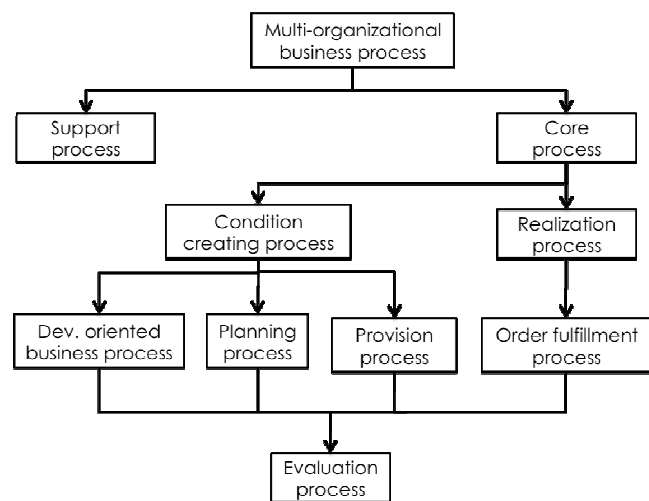 Multi-organizational
business process
Support
process
Core
process
Condition
creating process
Realization
process
Dev. oriented
business process
Planning
process
Provision
process
Order fulfillment
process
Evaluation
process